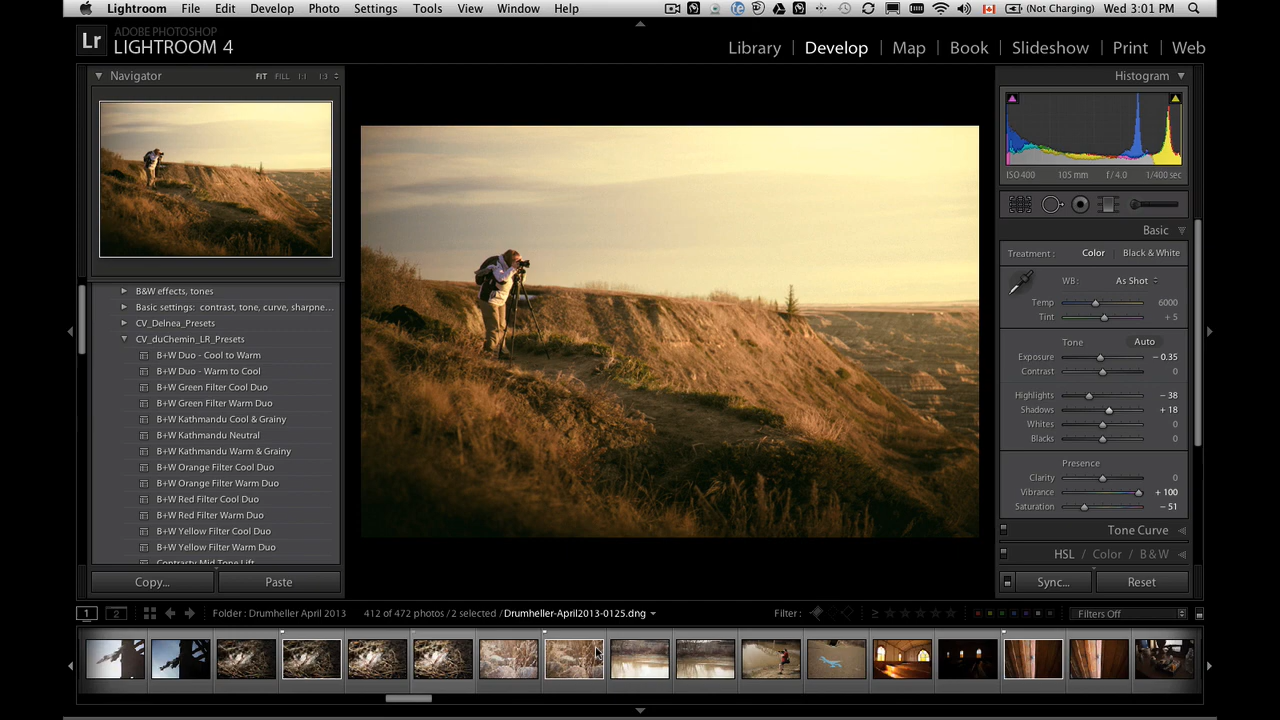 Lightroom File Edit Develop Photo Settings Tools View Window Help (Not Charging) Wed 3:01 PM
Lr ADOBE PHOTOSHOP
LIGHTROOM 4
Library | Develop | Map | Book | Slideshow | Print | Web
Navigator FIT FILL 1:1 1:3
Histogram
ISO 400 105 mm f / 4.0 1/400 sec
Basic
Treatment : Color Black & White
WB : As Shot
Temp 6000
Tint + 5
Tone Auto
Exposure − 0.35
Contrast 0
Highlights − 38
Shadows + 18
Whites 0
Blacks 0
Presence
Clarity 0
Vibrance + 100
Saturation − 51
Tone Curve
HSL / Color / B & W
Sync... Reset
B&W effects, tones
Basic settings: contrast, tone, curve, sharpne...
CV_Delnea_Presets
CV_duChemin_LR_Presets
B+W Duo - Cool to Warm
B+W Duo - Warm to Cool
B+W Green Filter Cool Duo
B+W Green Filter Warm Duo
B+W Kathmandu Cool & Grainy
B+W Kathmandu Neutral
B+W Kathmandu Warm & Grainy
B+W Orange Filter Cool Duo
B+W Orange Filter Warm Duo
B+W Red Filter Cool Duo
B+W Red Filter Warm Duo
B+W Yellow Filter Cool Duo
B+W Yellow Filter Warm Duo
Contrasty Mid Tone Lift
Copy... Paste
1 2 Folder : Drumheller April 2013 412 of 472 photos / 2 selected / Drumheller-April2013-0125.dng Filter : ≥ Filters Off